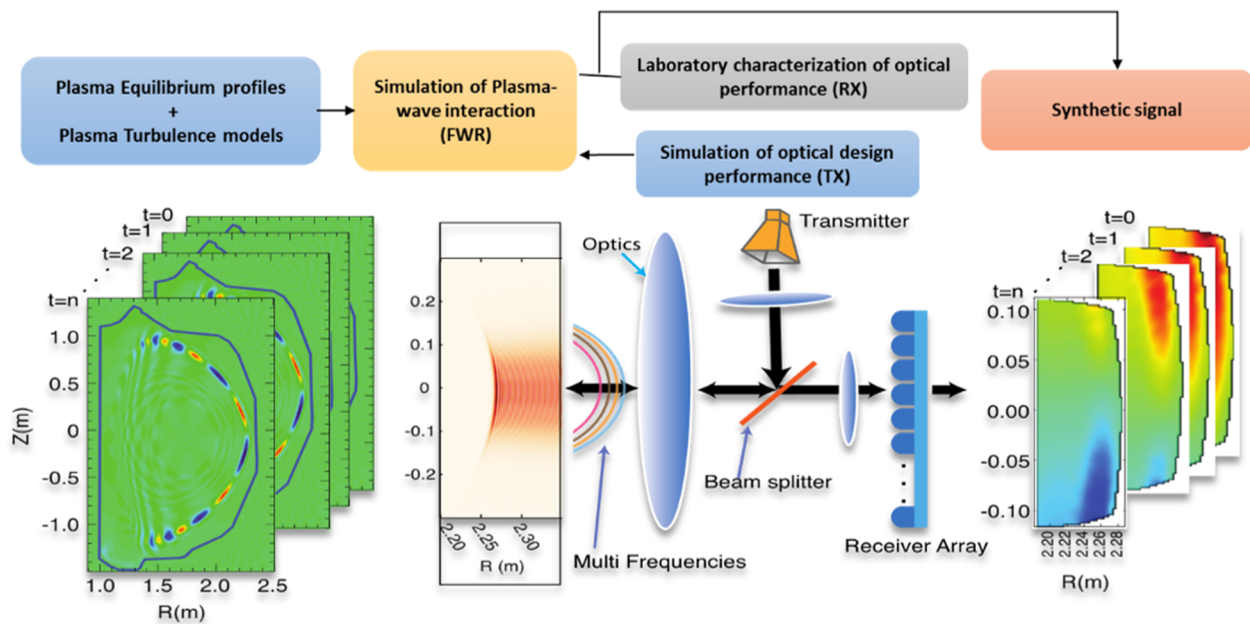 Plasma Equilibrium profiles
+
Plasma Turbulence models
Simulation of Plasma-
wave interaction
(FWR)
Laboratory characterization of optical
performance (RX)
Simulation of optical design
performance (TX)
Synthetic signal
t=0
t=1
t=2
t=n
Z(m)
1.0
0.5
0
-0.5
-1.0
1.0
1.5
2.0
2.5
R(m)
0.2
0.1
0
-0.1
-0.2
2.20
2.25
2.30
R (m)
Optics
Multi Frequencies
Transmitter
Beam splitter
Receiver Array
t=0
t=1
t=2
t=n
0.10
0.05
0.00
-0.05
-0.10
2.20
2.22
2.24
2.26
2.28
R(m)